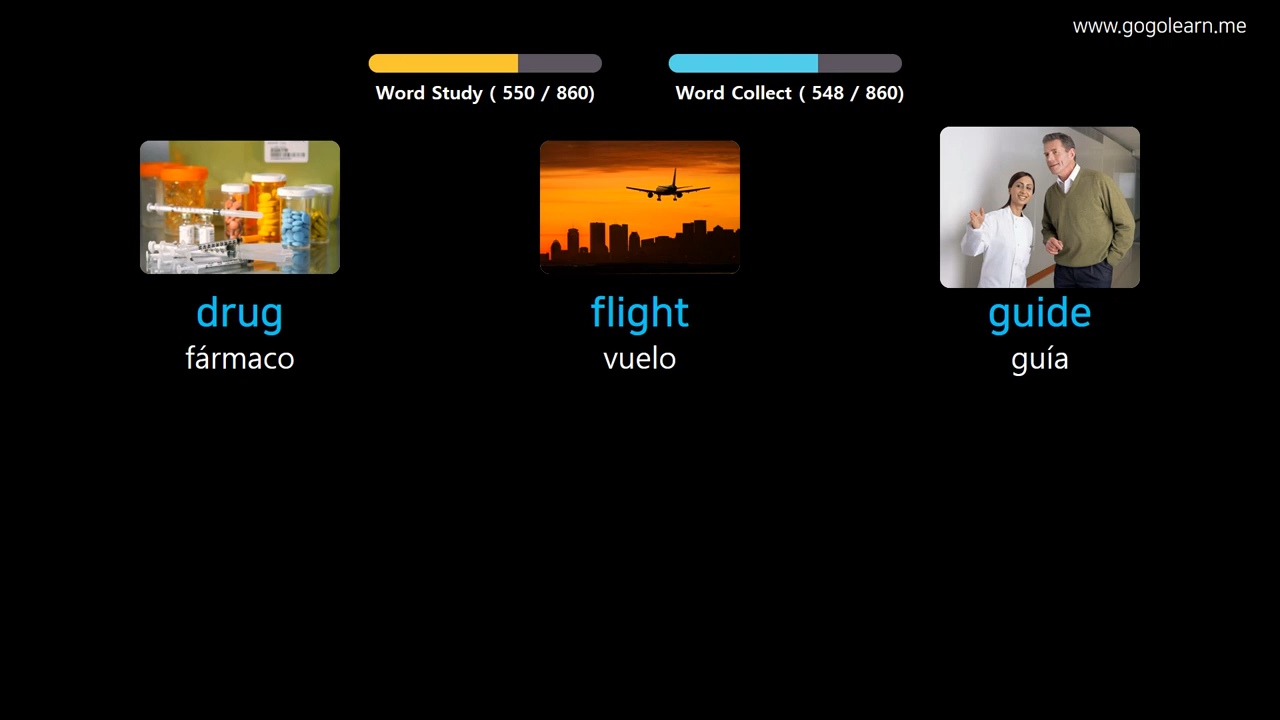 www.gogolearn.me
Word Study ( 550 / 860)
Word Collect ( 548 / 860)
drug
fármaco
flight
vuelo
guide
guía